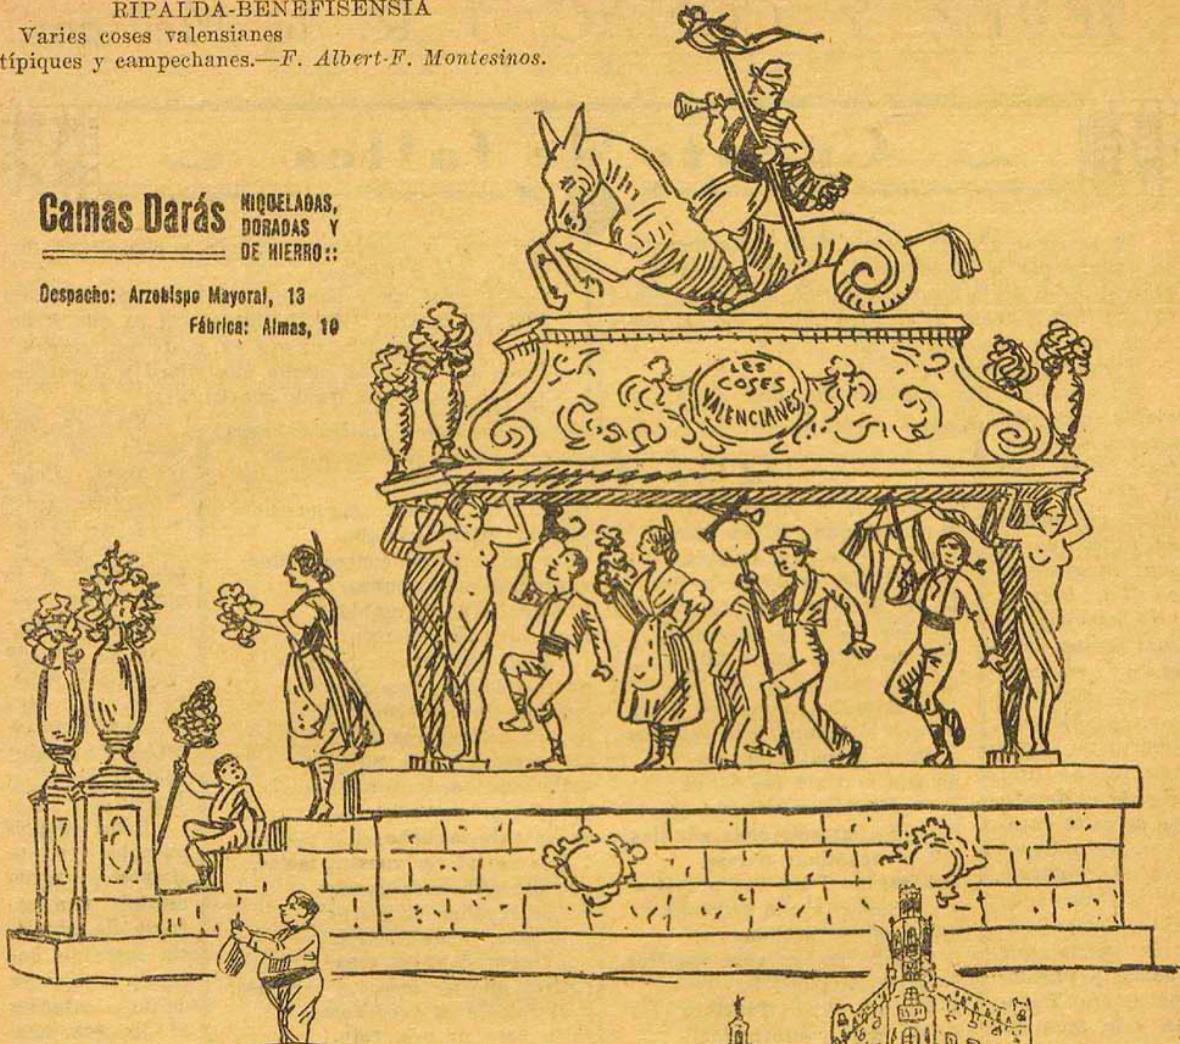 RIPALDA-BENEFISENSIA
Varies coses valensianes
típiques y campechanes.—F. Albert-F. Montesinos.
Camas Darás
NIQUELADAS,
DORADAS Y
DE HIERRO::
Despacho: Arzobispo Mayoral, 13
Fábrica: Almas, 10
LES
COSES
VALENCIANES